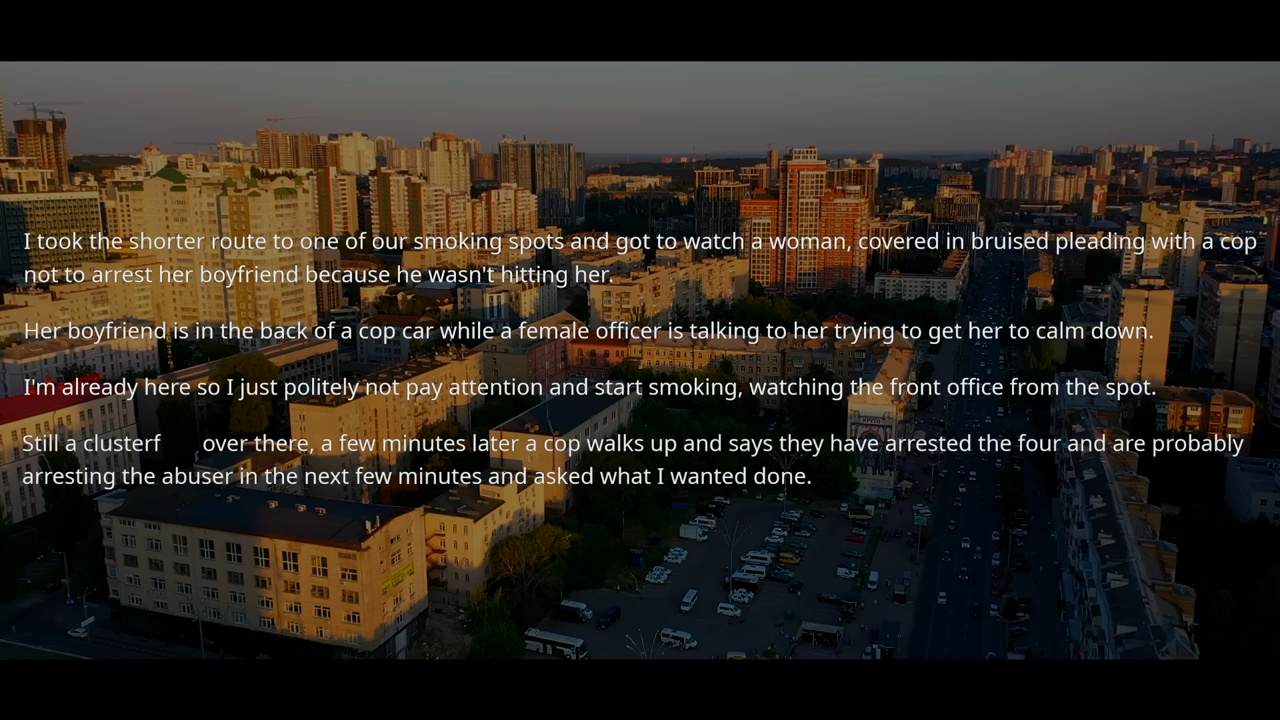 I took the shorter route to one of our smoking spots and got to watch a woman, covered in bruised pleading with a cop
not to arrest her boyfriend because he wasn't hitting her.
Her boyfriend is in the back of a cop car while a female officer is talking to her trying to get her to calm down.
I'm already here so I just politely not pay attention and start smoking, watching the front office from the spot.
Still a clusterf over there, a few minutes later a cop walks up and says they have arrested the four and are probably
arresting the abuser in the next few minutes and asked what I wanted done.